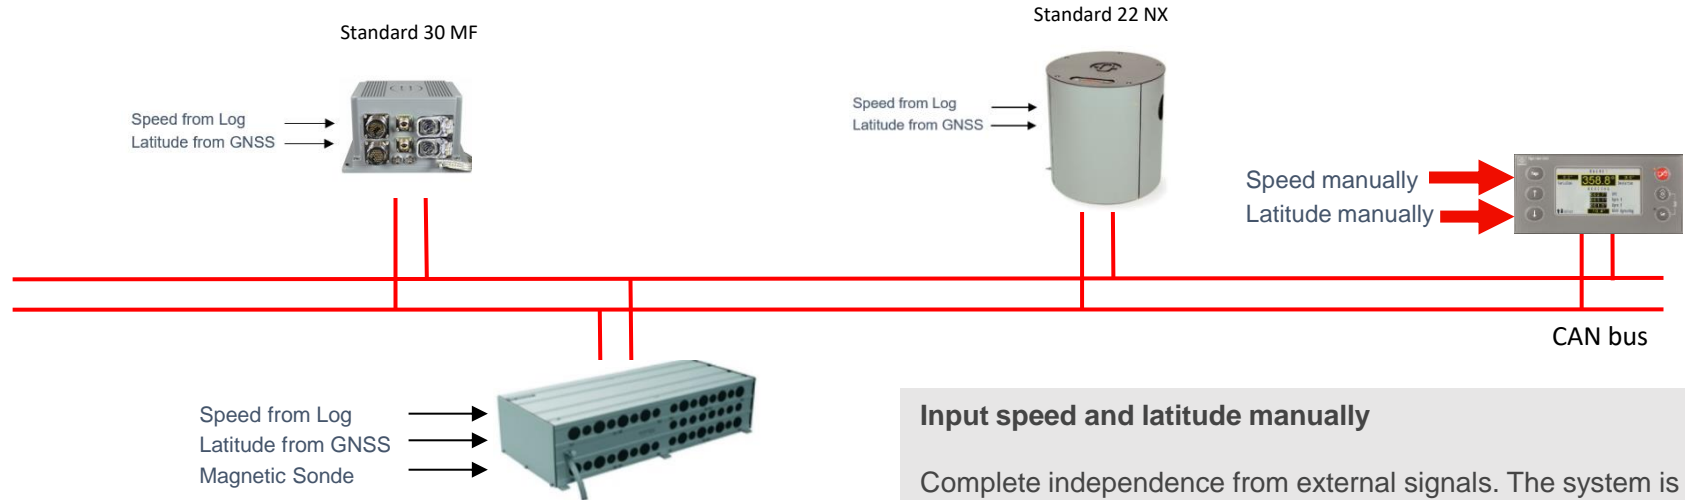 Standard 30 MF
Standard 22 NX
Speed from Log
Latitude from GNSS
Speed from Log
Latitude from GNSS
Speed manually
Latitude manually
358.8°
CAN bus
Speed from Log
Latitude from GNSS
Magnetic Sonde
Input speed and latitude manually
Complete independence from external signals. The system is